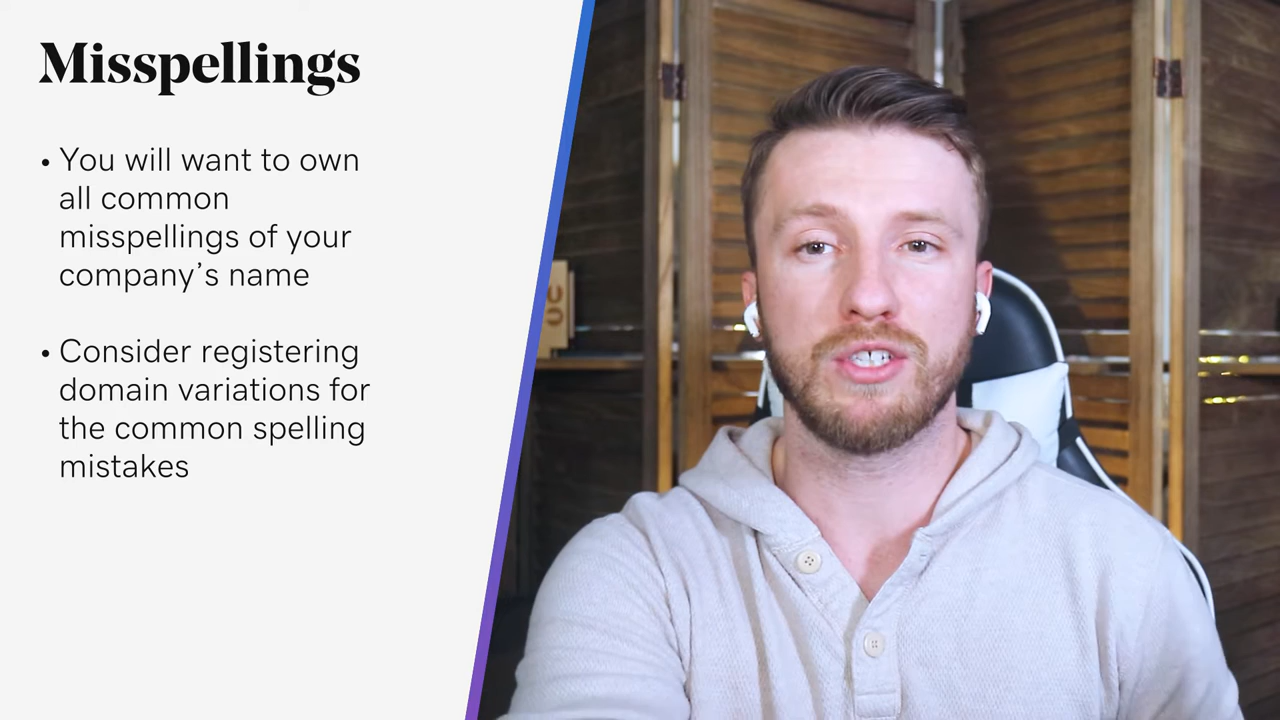 Misspellings
• You will want to own
all common
misspellings of your
company’s name
• Consider registering
domain variations for
the common spelling
mistakes